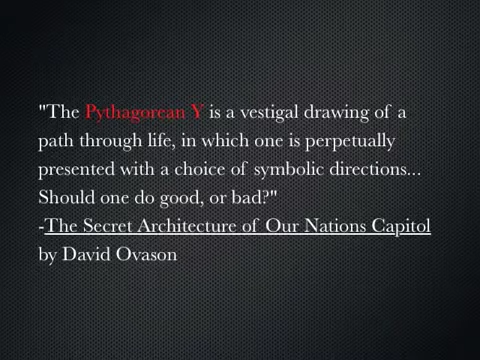 "The Pythagorean Y is a vestigal drawing of a
path through life, in which one is perpetually
presented with a choice of symbolic directions...
Should one do good, or bad?"
-The Secret Architecture of Our Nations Capitol
by David Ovason